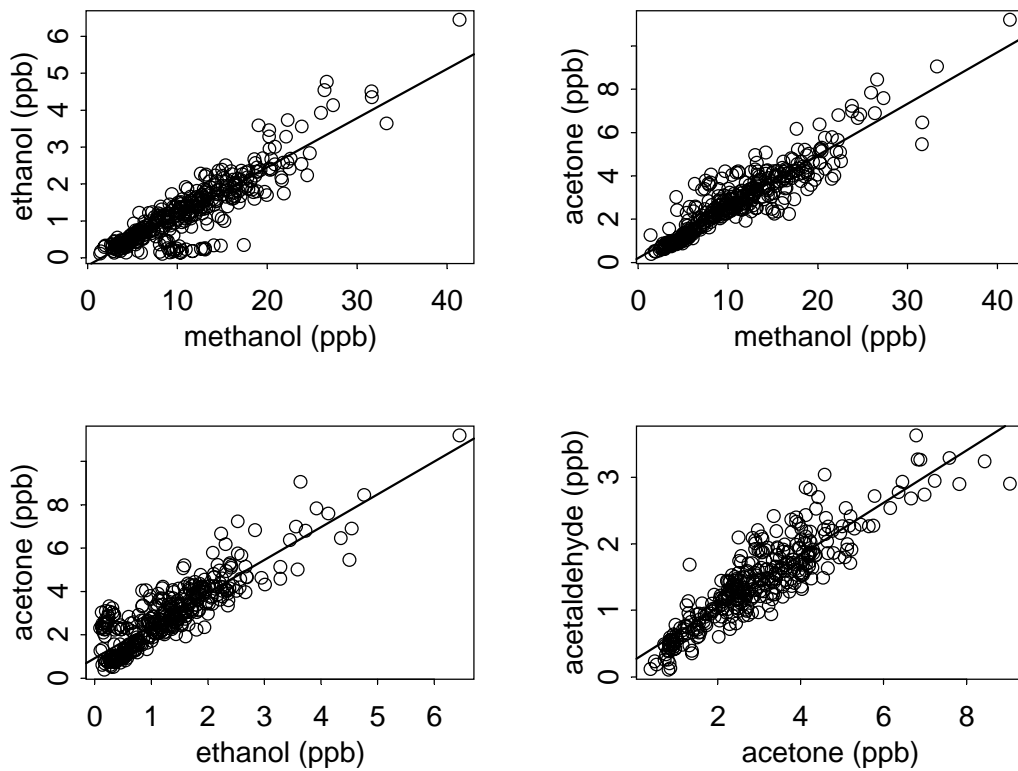 ethanol (ppb)
6
5
4
3
2
1
0
0 10 20 30 40
methanol (ppb)
acetone (ppb)
8
6
4
2
0
0 10 20 30 40
methanol (ppb)
acetone (ppb)
8
6
4
2
0
0 1 2 3 4 5 6
ethanol (ppb)
acetaldehyde (ppb)
3
2
1
0
2 4 6 8
acetone (ppb)